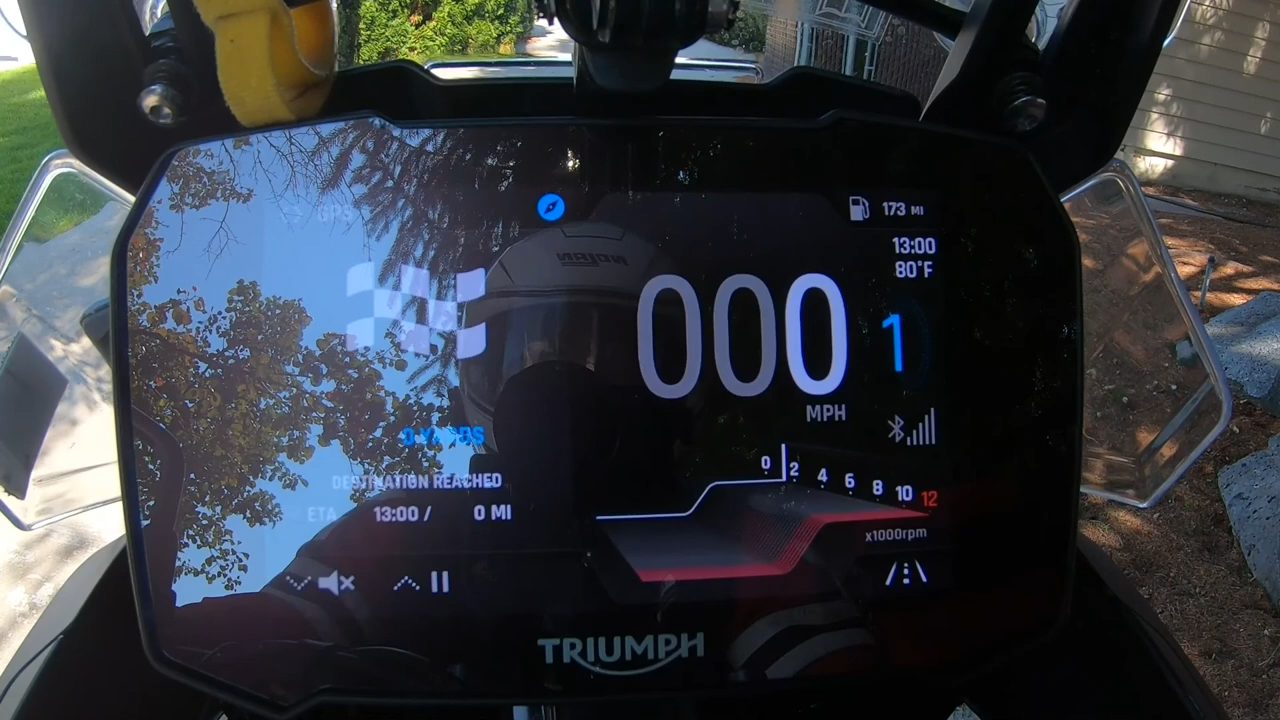 GPS
173 MI
13:00
80°F
000
1
MPH
0 YARDS
DESTINATION REACHED
ETA 13:00 / 0 MI
0 2 4 6 8 10 12
x1000rpm
TRIUMPH